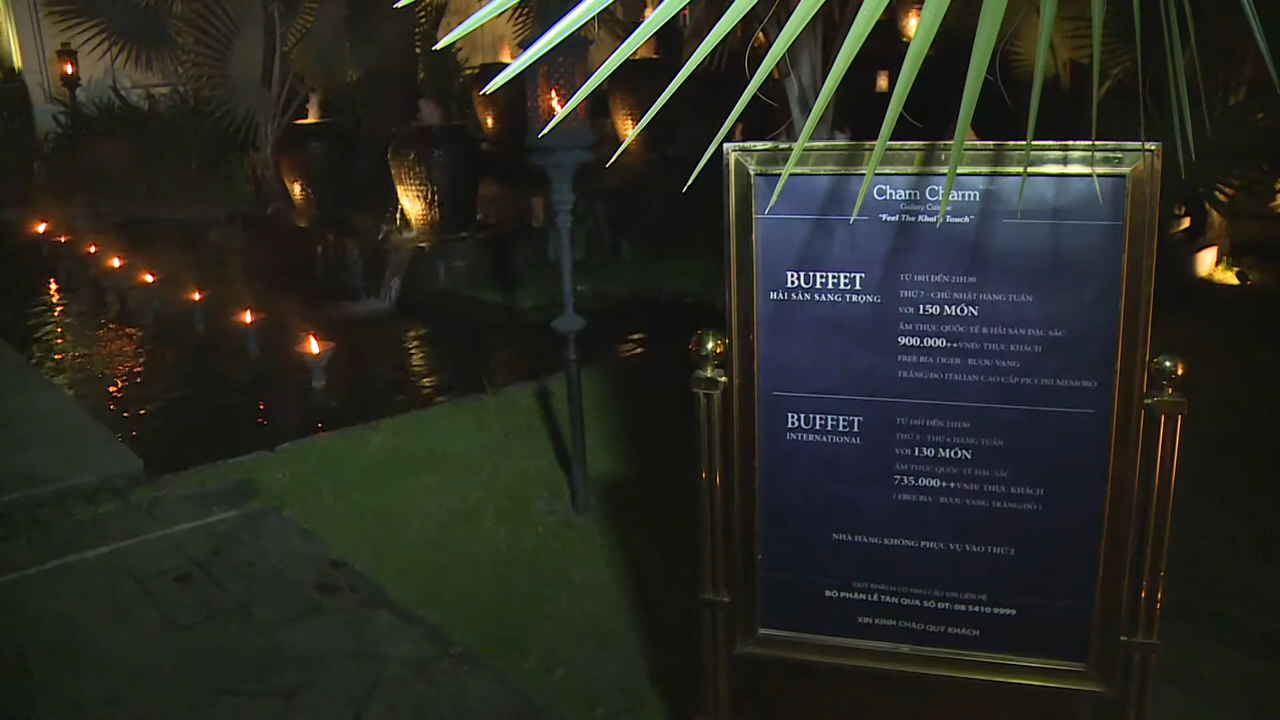 Cham Charm
Gallery Cuisine
"Feel The Khai's Touch"
BUFFET
HẢI SẢN SANG TRỌNG
TỪ 18H ĐẾN 21H30
THỨ 7 - CHỦ NHẬT HÀNG TUẦN
VỚI 150 MÓN
ẨM THỰC QUỐC TẾ & HẢI SẢN ĐẶC SẮC
900.000++VNĐ/ THỰC KHÁCH
FREE BIA TIGER - RƯỢU VANG
TRẮNG/ĐỎ ITALIAN CAO CẤP PICCINI MEMORO
BUFFET
INTERNATIONAL
TỪ 18H ĐẾN 21H30
THỨ 3 - THỨ 6 HÀNG TUẦN
VỚI 130 MÓN
ẨM THỰC QUỐC TẾ ĐẶC SẮC
735.000++VNĐ/ THỰC KHÁCH
( FREE BIA - RƯỢU VANG TRẮNG/ĐỎ )
NHÀ HÀNG KHÔNG PHỤC VỤ VÀO THỨ 2
QUÝ KHÁCH CÓ NHU CẦU XIN LIÊN HỆ
BỘ PHẬN LỄ TÂN QUA SỐ ĐT: 08 5410 9999
XIN KÍNH CHÀO QUÝ KHÁCH